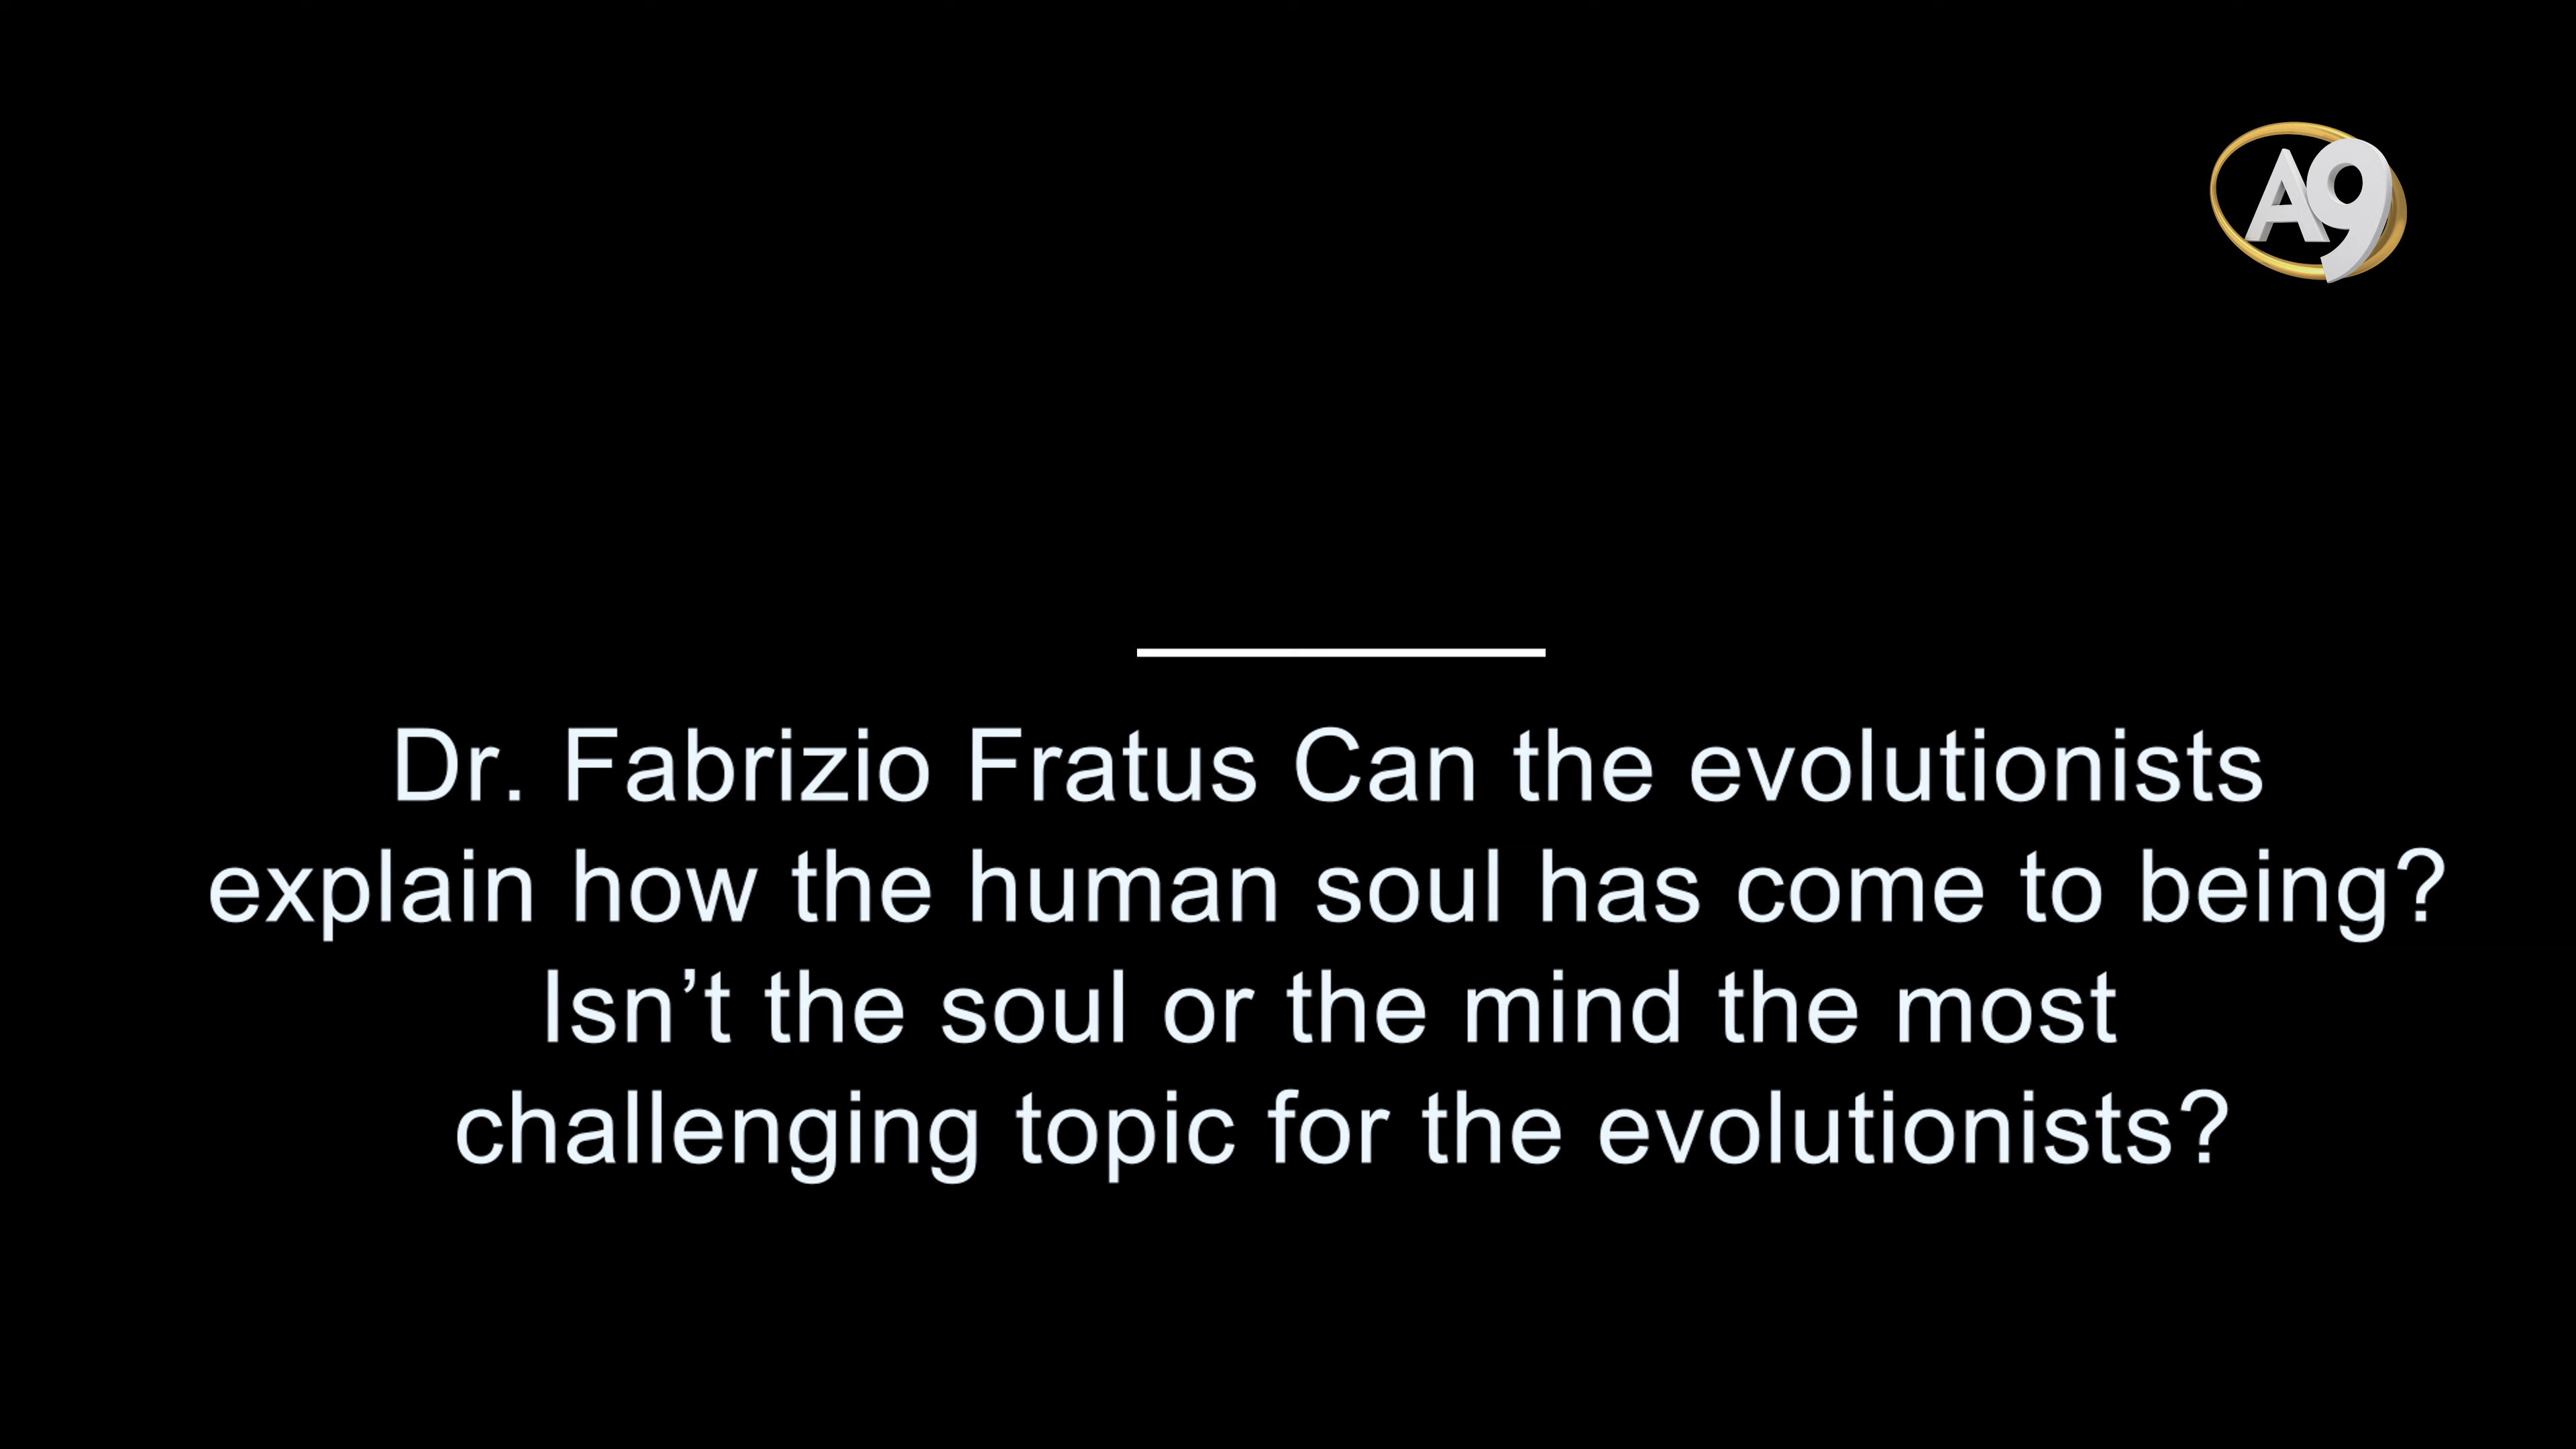 A9
Dr. Fabrizio Fratus Can the evolutionists
explain how the human soul has come to being?
Isn’t the soul or the mind the most
challenging topic for the evolutionists?